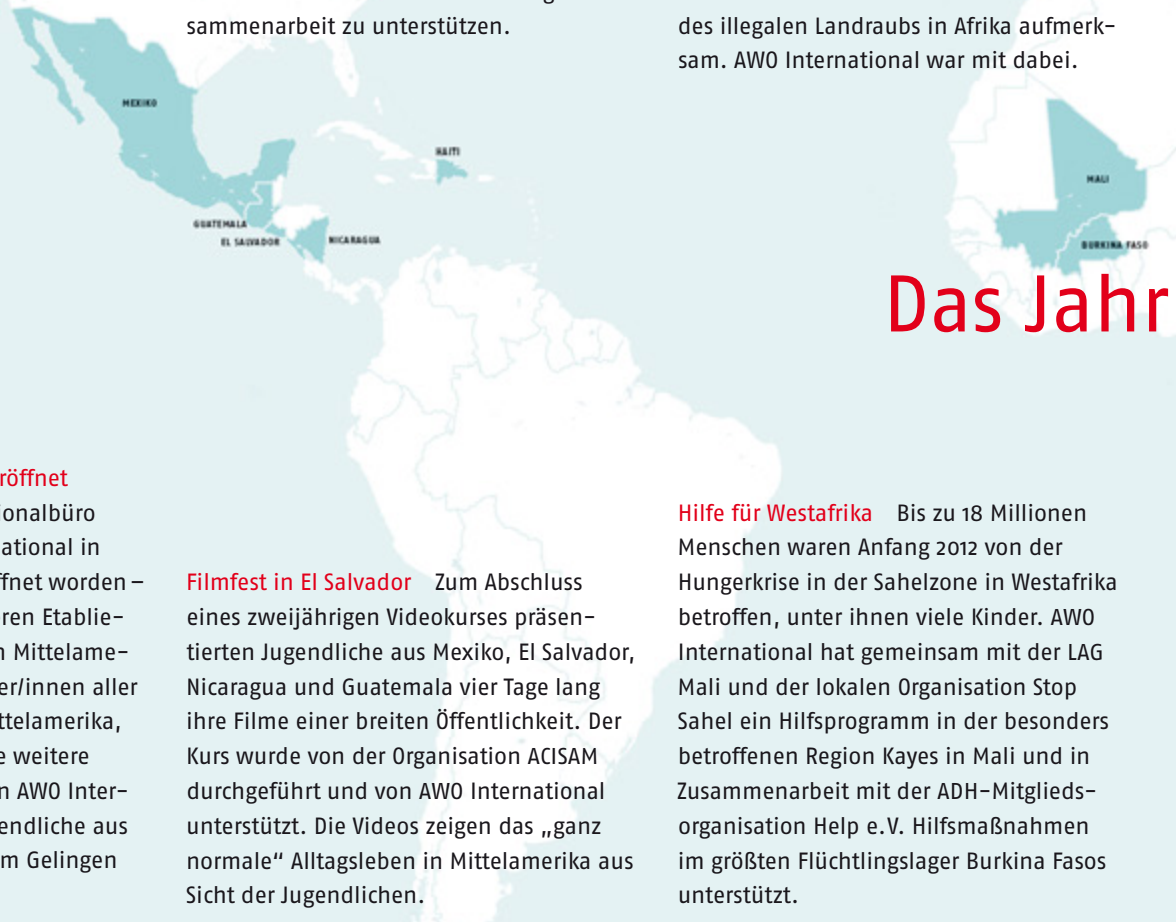 sammenarbeit zu unterstützen.
des illegalen Landraubs in Afrika aufmerk-
sam. AWO International war mit dabei.
MEXIKO
HAITI
GUATEMALA
EL SALVADOR
NICARAGUA
MALI
BURKINA FASO
Das Jahr
röffnet
ionalbüro
ational in
ffnet worden –
ren Etablie-
n Mittelame-
er/innen aller
ttelamerika,
e weitere
n AWO Inter-
endliche aus
m Gelingen
Filmfest in El Salvador Zum Abschluss
eines zweijährigen Videokurses präsen-
tierten Jugendliche aus Mexiko, El Salvador,
Nicaragua und Guatemala vier Tage lang
ihre Filme einer breiten Öffentlichkeit. Der
Kurs wurde von der Organisation ACISAM
durchgeführt und von AWO International
unterstützt. Die Videos zeigen das „ganz
normale“ Alltagsleben in Mittelamerika aus
Sicht der Jugendlichen.
Hilfe für Westafrika Bis zu 18 Millionen
Menschen waren Anfang 2012 von der
Hungerkrise in der Sahelzone in Westafrika
betroffen, unter ihnen viele Kinder. AWO
International hat gemeinsam mit der LAG
Mali und der lokalen Organisation Stop
Sahel ein Hilfsprogramm in der besonders
betroffenen Region Kayes in Mali und in
Zusammenarbeit mit der ADH-Mitglieds-
organisation Help e.V. Hilfsmaßnahmen
im größten Flüchtlingslager Burkina Fasos
unterstützt.